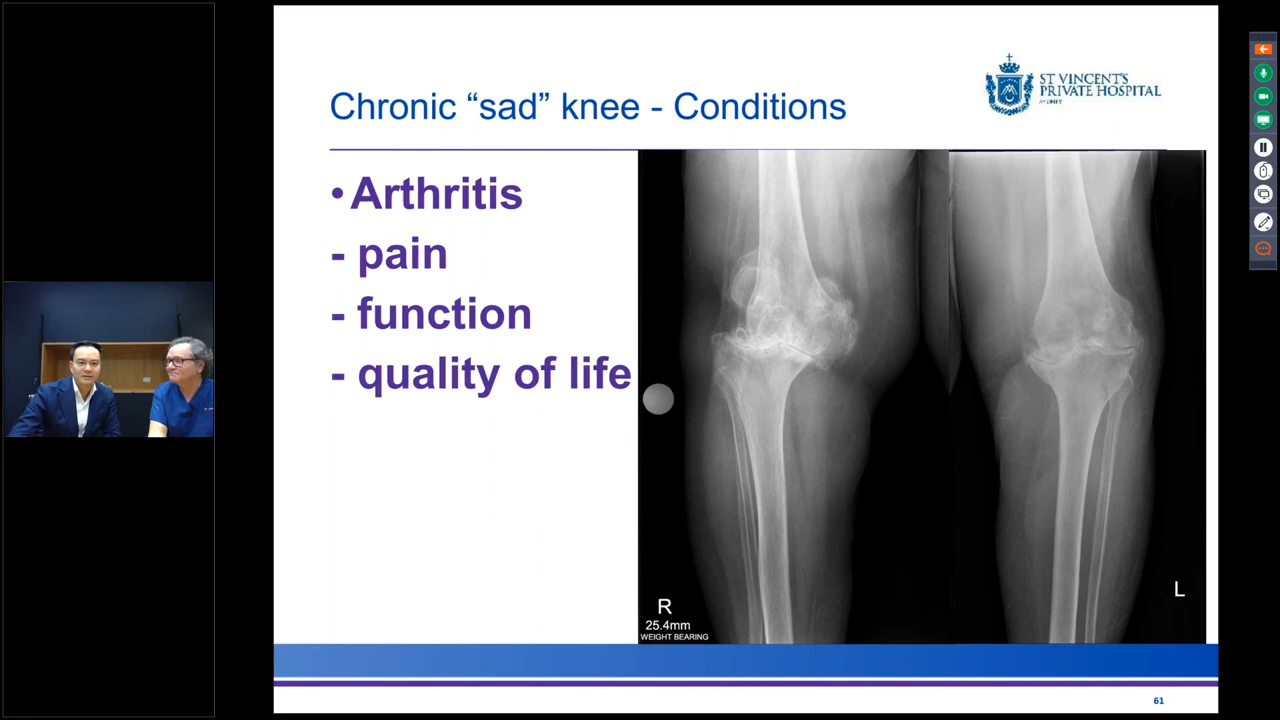 Chronic “sad” knee - Conditions
ST VINCENT'S
PRIVATE HOSPITAL
SYDNEY
•Arthritis
- pain
- function
- quality of life
R
25.4mm
WEIGHT BEARING
L
61